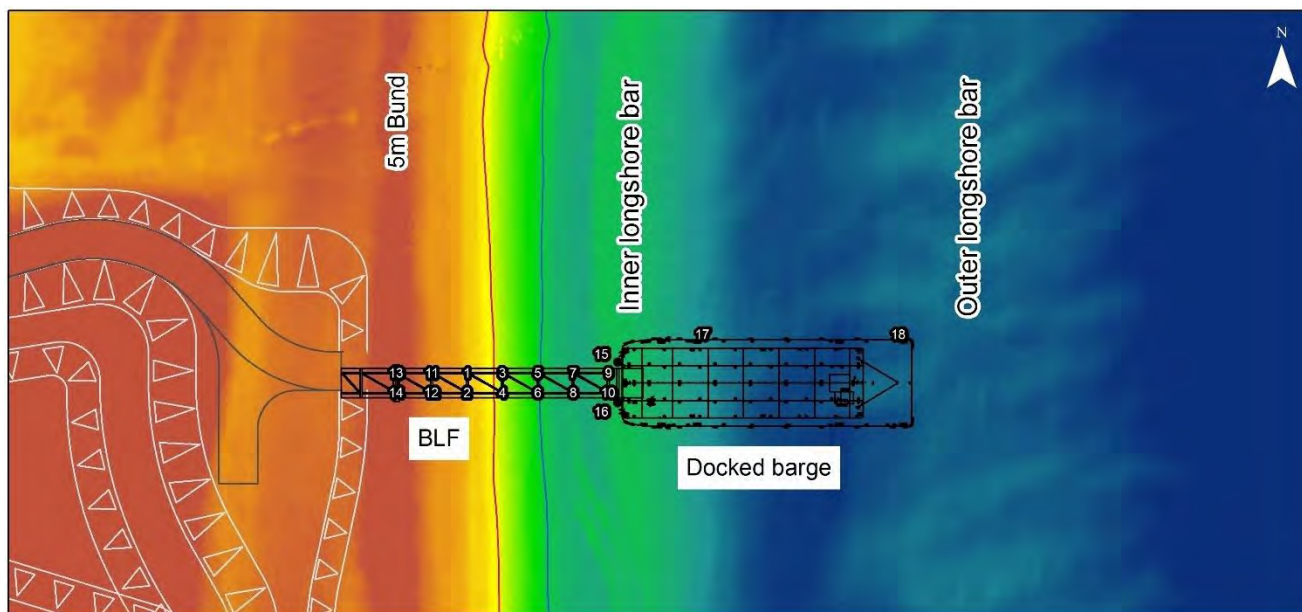 N
5m Bund
Inner longshore bar
Outer longshore bar
17
18
15
13 11 1 3 5 7 9
14 12 2 4 6 8 10
16
BLF
Docked barge